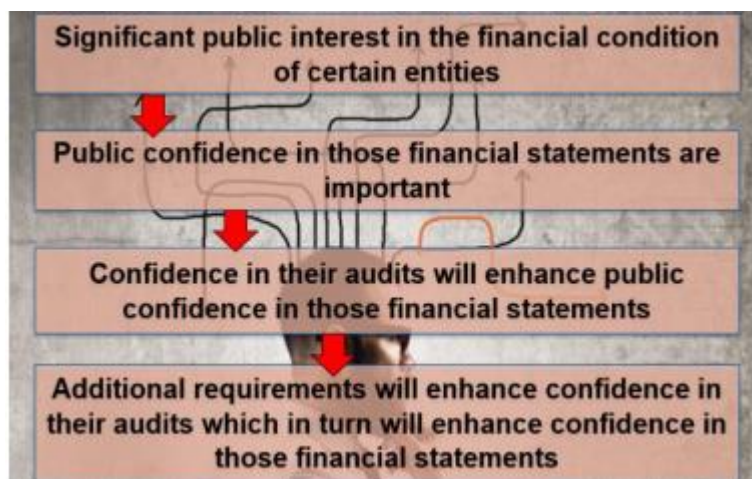 Significant public interest in the financial condition
of certain entities
Public confidence in those financial statements are
important
Confidence in their audits will enhance public
confidence in those financial statements
Additional requirements will enhance confidence in
their audits which in turn will enhance confidence in
those financial statements